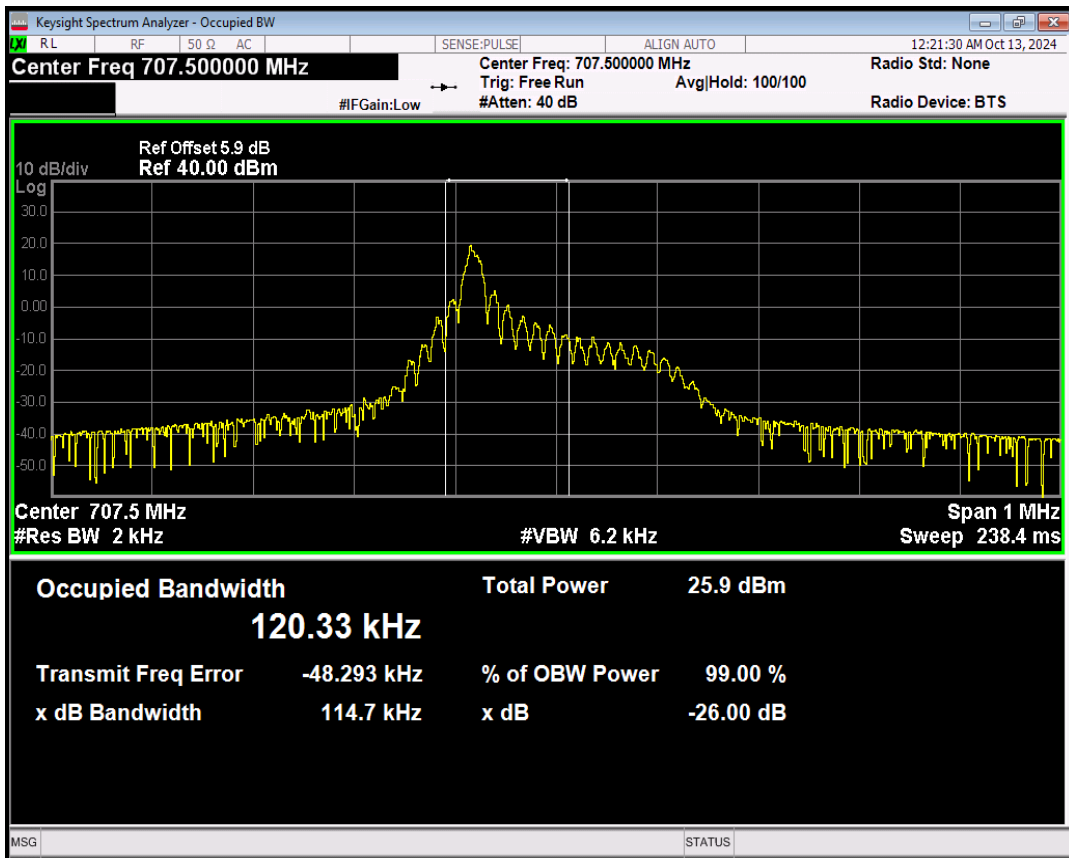 Keysight Spectrum Analyzer - Occupied BW
LXI RL RF 50 Ω AC SENSE:PULSE ALIGN AUTO 12:21:30 AM Oct 13, 2024
Center Freq 707.500000 MHz Center Freq: 707.500000 MHz Radio Std: None
Trig: Free Run Avg|Hold: 100/100
#IFGain:Low #Atten: 40 dB Radio Device: BTS
Ref Offset 5.9 dB
10 dB/div Ref 40.00 dBm
Log
30.0
20.0
10.0
0.00
-10.0
-20.0
-30.0
-40.0
-50.0
Center 707.5 MHz Span 1 MHz
#Res BW 2 kHz #VBW 6.2 kHz Sweep 238.4 ms
Occupied Bandwidth Total Power 25.9 dBm
120.33 kHz
Transmit Freq Error -48.293 kHz % of OBW Power 99.00 %
x dB Bandwidth 114.7 kHz x dB -26.00 dB
MSG STATUS